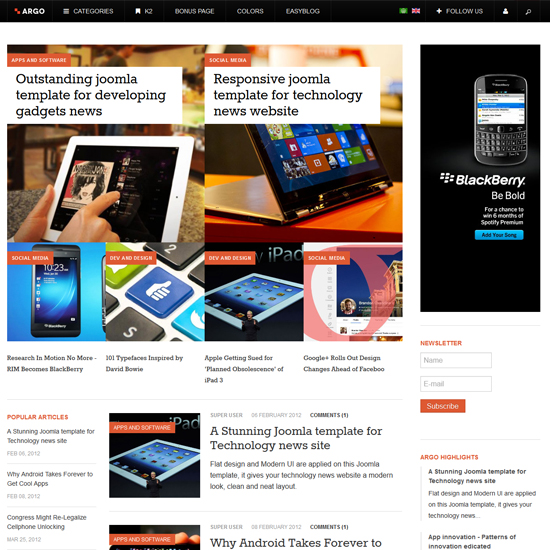 ARGO
CATEGORIES
K2
BONUS PAGE
COLORS
EASYBLOG
FOLLOW US
APPS AND SOFTWARE
Outstanding joomla
template for developing
gadgets news
SOCIAL MEDIA
Responsive joomla
template for technology
news website
SOCIAL MEDIA
10:23
DEV AND DESIGN
DEV AND DESIGN
iPad
SOCIAL MEDIA
Research In Motion No More -
RIM Becomes BlackBerry
101 Typefaces Inspired by
David Bowie
Apple Getting Sued for
'Planned Obsolescence' of
iPad 3
Google+ Rolls Out Design
Changes Ahead of Faceboo
BlackBerry.
Be Bold
For a chance to
win 6 months of
Spotify Premium
Add Your Song
NEWSLETTER
Name
E-mail
Subscribe
POPULAR ARTICLES
A Stunning Joomla template for
Technology news site
FEB 06, 2012
Why Android Takes Forever to
Get Cool Apps
FEB 08, 2012
Congress Might Re-Legalize
Cellphone Unlocking
MAR 25, 2012
iPad
APPS AND SOFTWARE
SUPER USER 06 FEBRUARY 2012 COMMENTS (1)
A Stunning Joomla template for
Technology news site
Flat design and Modern UI are applied on this Joomla
template, it gives your technology news website a modern
look, clean and neat layout.
APPS AND SOFTWARE
SUPER USER 08 FEBRUARY 2012 COMMENTS (1)
Why Android Takes Forever to
ARGO HIGHLIGHTS
A Stunning Joomla template for
Technology news site
Flat design and Modern UI are applied
on this Joomla template, it gives your
technology news...
App innovation - Patterns of
innovations edicated